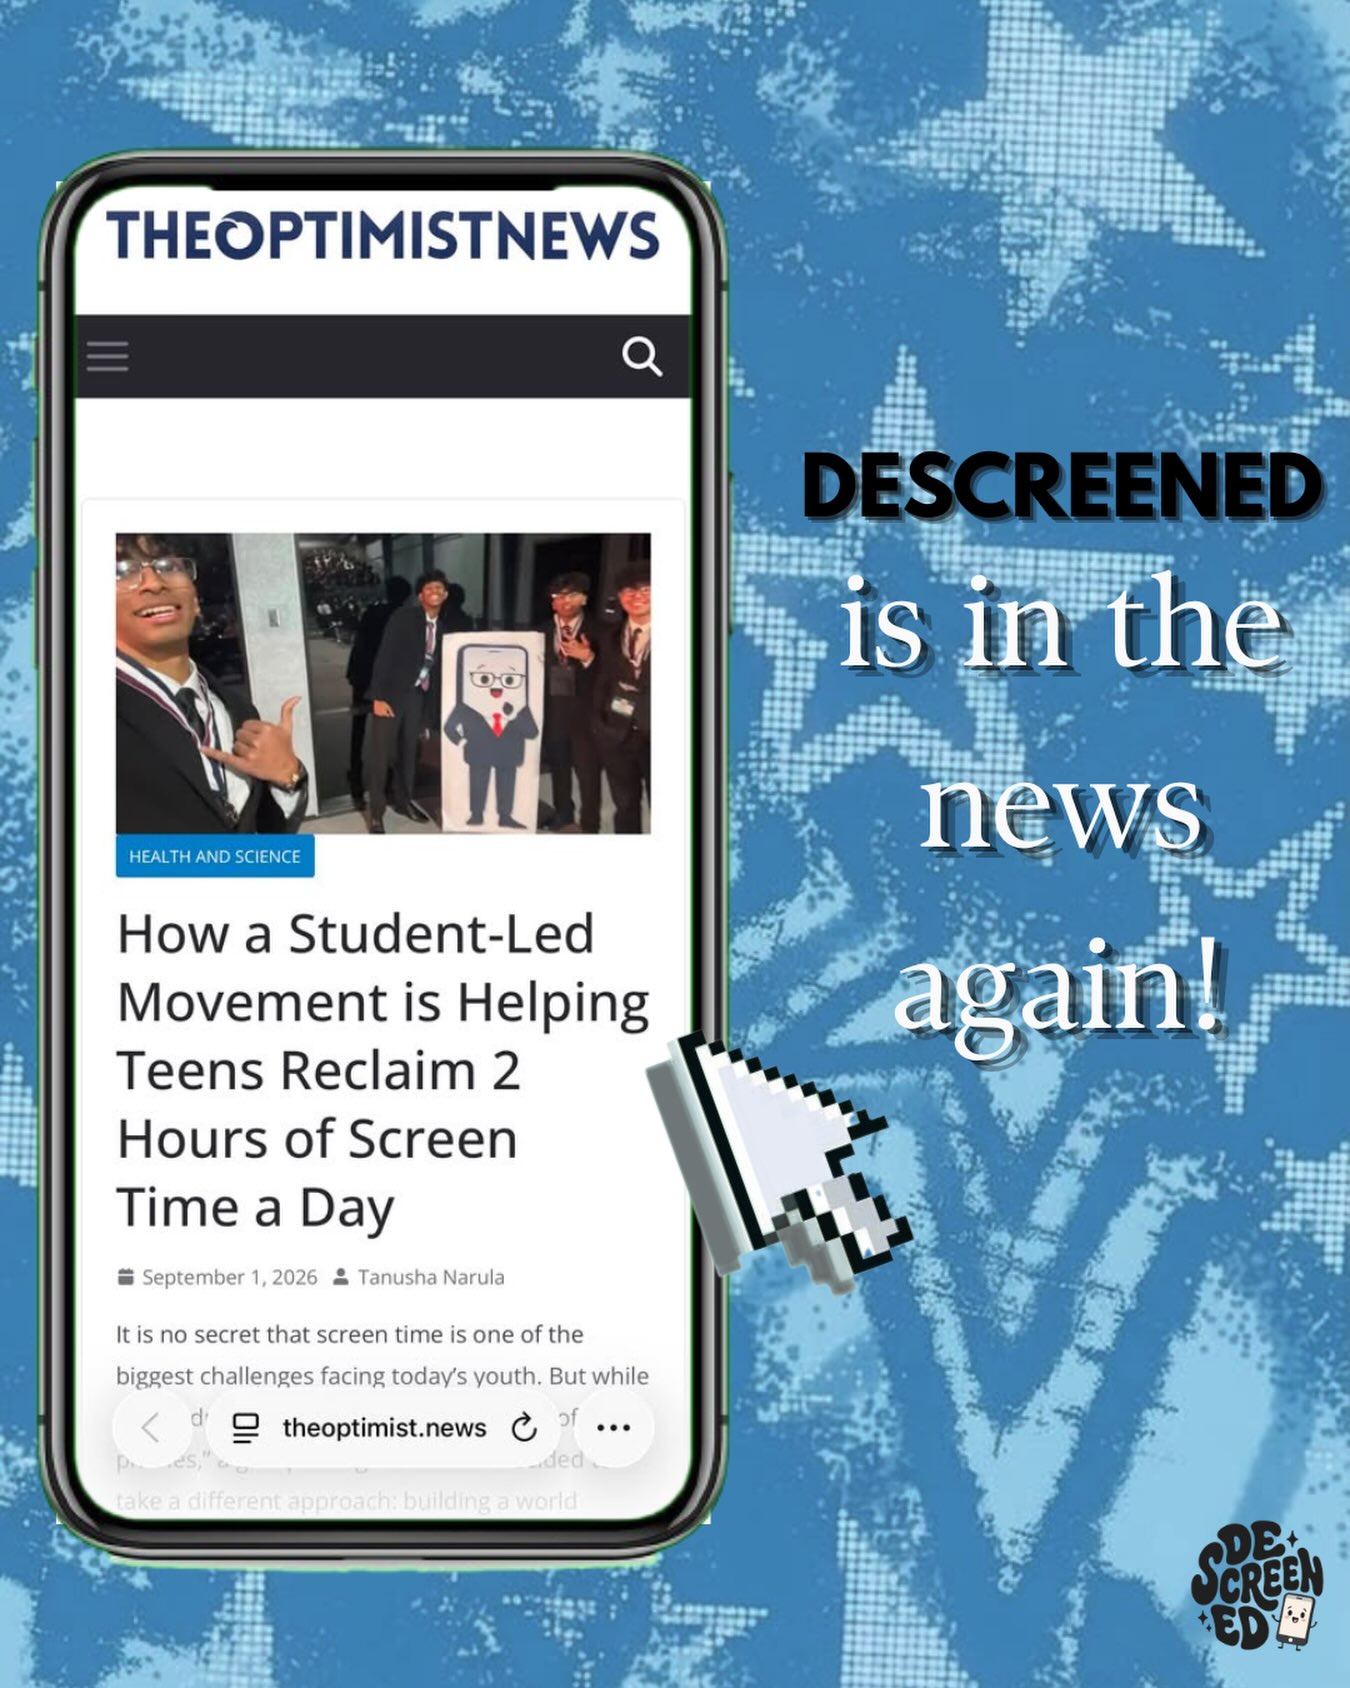 THEOPTIMISTNEWS
HEALTH AND SCIENCE
How a Student-Led
Movement is Helping
Teens Reclaim 2
Hours of Screen
Time a Day
September 1, 2026 Tanusha Narula
It is no secret that screen time is one of the
biggest challenges facing today's youth. But while
of
theoptimist.news
take a different approach: building a world
DESCREENED
is in the
news
again!
DE
SCREEN
ED